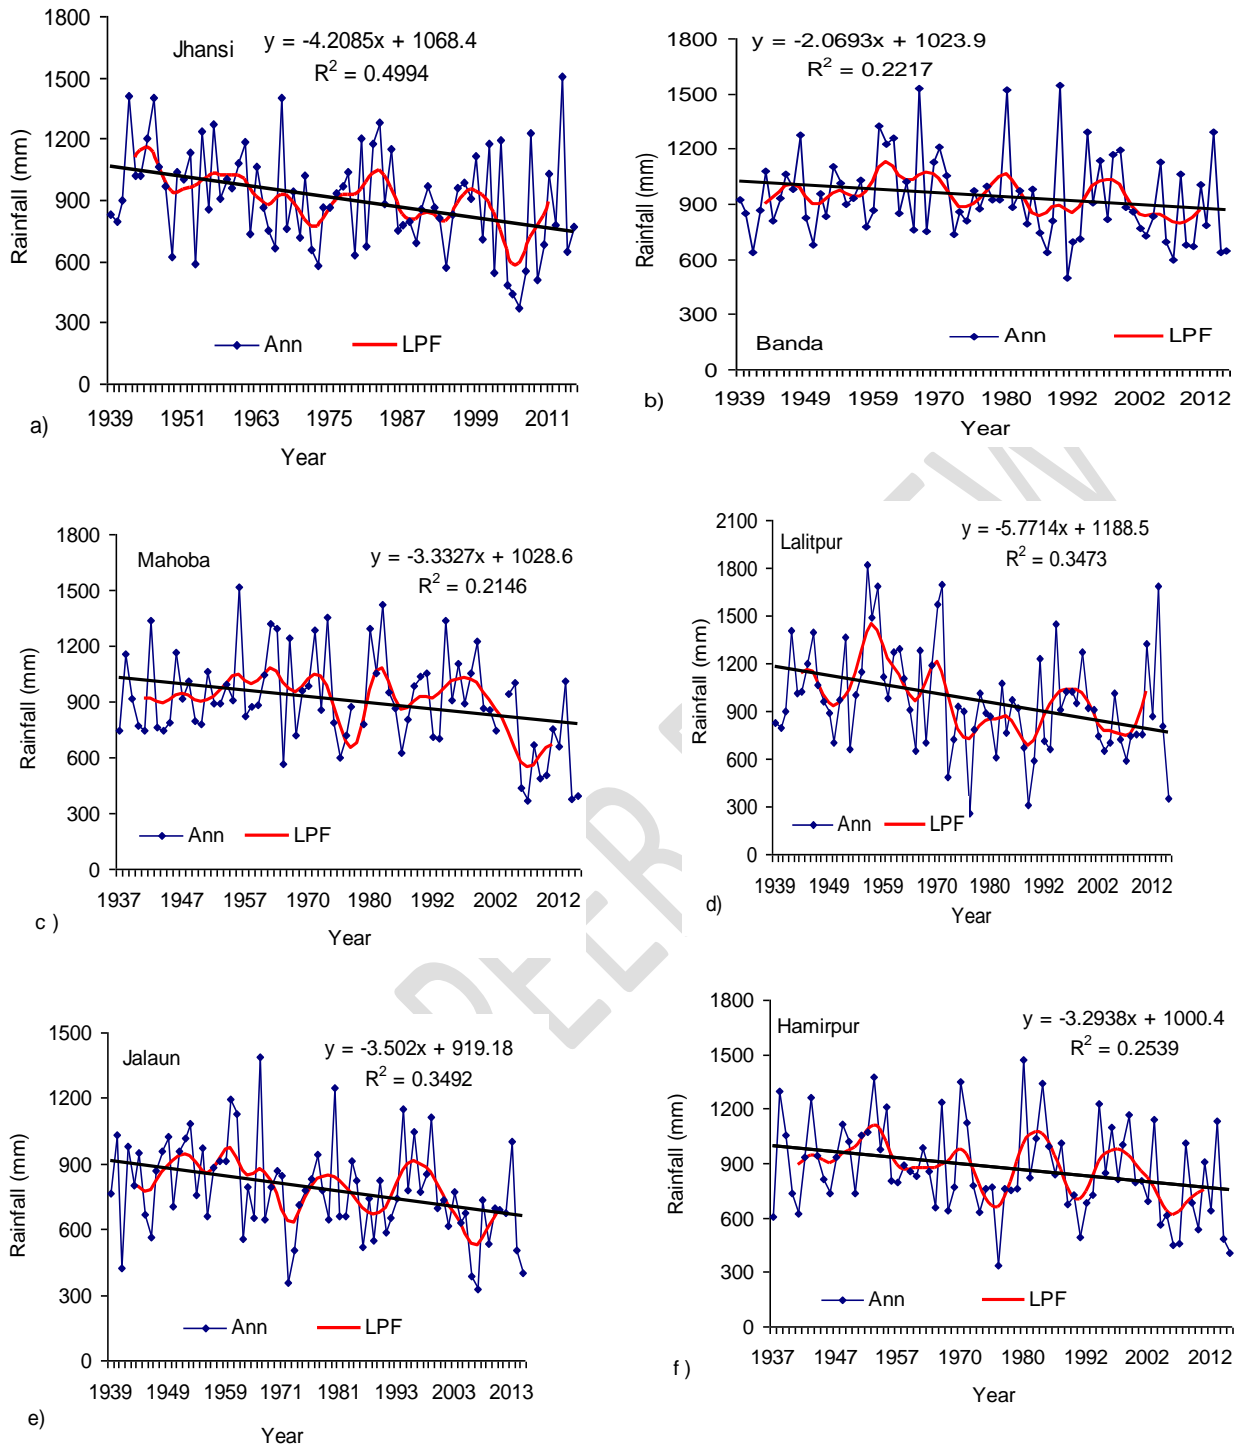 1800
1500
1200
900
600
300
0
Rainfall (mm)
Jhansi
y = -4.2085x + 1068.4
R2 = 0.4994
Ann
LPF
1939 1951 1963 1975 1987 1999 2011
Year
a)
1800
1500
1200
900
600
300
0
Rainfall (mm)
y = -2.0693x + 1023.9
R2 = 0.2217
Ann
LPF
Banda
1939 1949 1959 1970 1980 1992 2002 2012
Year
b)
1800
1500
1200
900
600
300
0
Rainfall (mm)
Mahoba
y = -3.3327x + 1028.6
R2 = 0.2146
Ann
LPF
1937 1947 1957 1970 1980 1992 2002 2012
Year
c )
2100
1800
1500
1200
900
600
300
0
Rainfall (mm)
Lalitpur
y = -5.7714x + 1188.5
R2 = 0.3473
Ann
LPF
1939 1949 1959 1970 1980 1992 2002 2012
Year
d)
1500
1200
900
600
300
0
Rainfall (mm)
Jalaun
y = -3.502x + 919.18
R2 = 0.3492
Ann
LPF
1939 1949 1959 1971 1981 1993 2003 2013
Year
e)
1800
1500
1200
900
600
300
0
Rainfall (mm)
Hamirpur
y = -3.2938x + 1000.4
R2 = 0.2539
Ann
LPF
1937 1947 1957 1970 1980 1992 2002 2012
Year
f )